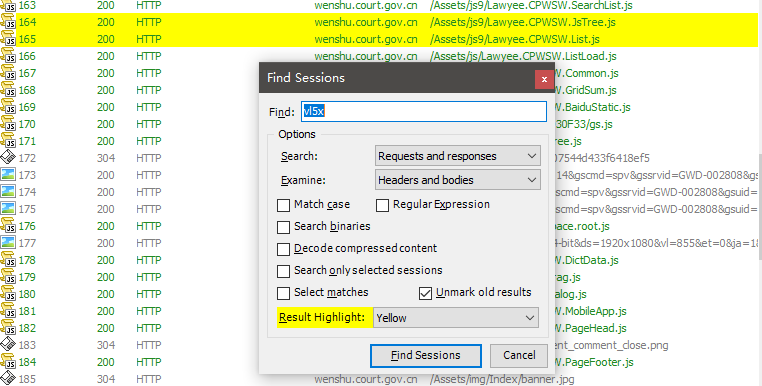 163 200 HTTP wenshu.court.gov.cn /Assets/js9/Lawyee.CPWSW.SearchList.js
164 200 HTTP wenshu.court.gov.cn /Assets/js9/Lawyee.CPWSW.JsTree.js
165 200 HTTP wenshu.court.gov.cn /Assets/js9/Lawyee.CPWSW.List.js
166 200 HTTP wenshu.court.gov.cn /Assets/js/Lawyee.CPWSW.ListLoad.js
Find Sessions
167 200 HTTP W.Common.js
168 200 HTTP W.GridSum.js
Find: vl5x
169 200 HTTP W.BaiduStatic.js
170 200 HTTP 30F33/gs.js
Options
171 200 HTTP ree.js
Search: Requests and responses
172 304 HTTP 07544d433f6418ef5
173 200 HTTP 14&gscmd=spv&gssrvid=GWD-002808&g
Examine: Headers and bodies
174 200 HTTP cmd=spv&gssrvid=GWD-002808&gsuid=
Match case Regular Expression
175 200 HTTP cmd=spv&gssrvid=GWD-002808&gsuid=
Search binaries
176 200 HTTP pace.root.js
Decode compressed content
177 200 HTTP 4-bit&ds=1920x1080&vl=855&et=0&ja=1
178 200 HTTP W.DictData.js
Search only selected sessions
179 200 HTTP rag.js
Select matches Unmark old results
180 200 HTTP alog.js
181 200 HTTP W.MobileApp.js
Result Highlight: Yellow
182 200 HTTP W.PageHead.js
183 304 HTTP ent_comment_close.png
Find Sessions Cancel
184 200 HTTP W.PageFooter.js
185 304 HTTP wenshu.court.gov.cn /Assets/img/Index/banner.jpg